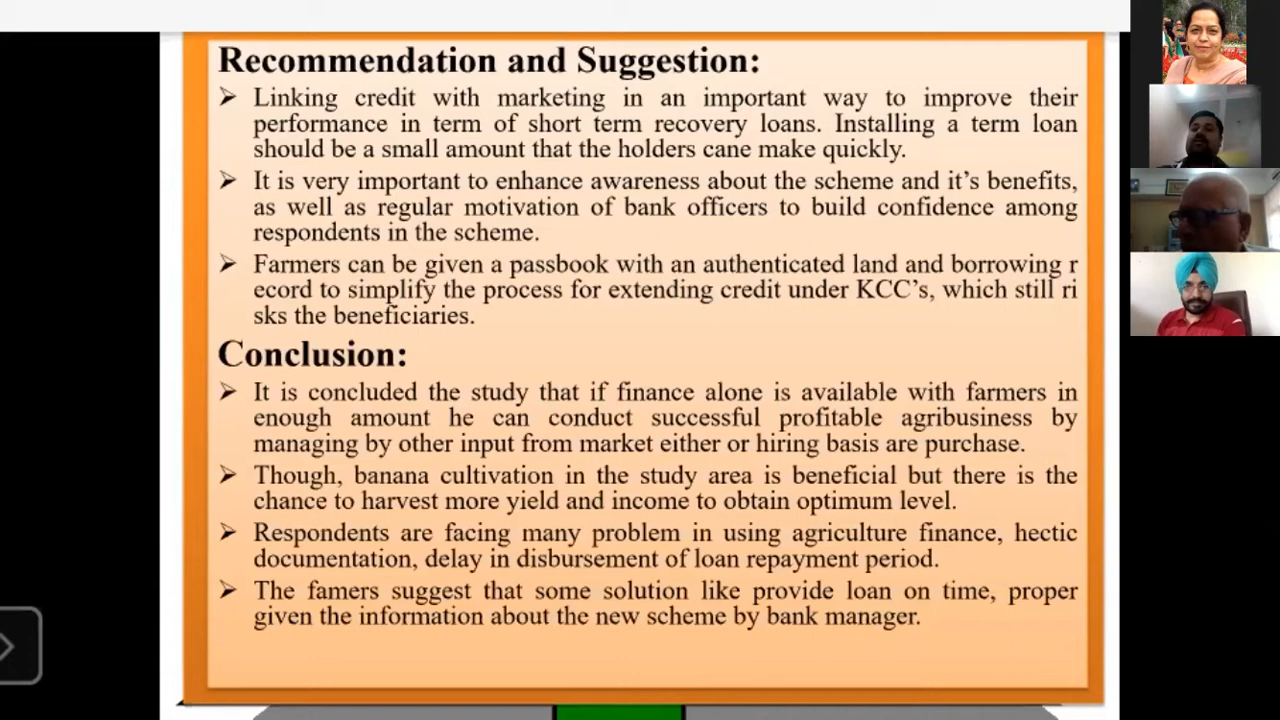 Recommendation and Suggestion:
➢ Linking credit with marketing in an important way to improve their
performance in term of short term recovery loans. Installing a term loan
should be a small amount that the holders cane make quickly.
➢ It is very important to enhance awareness about the scheme and it's benefits,
as well as regular motivation of bank officers to build confidence among
respondents in the scheme.
➢ Farmers can be given a passbook with an authenticated land and borrowing r
ecord to simplify the process for extending credit under KCC's, which still ri
sks the beneficiaries.
Conclusion:
➢ It is concluded the study that if finance alone is available with farmers in
enough amount he can conduct successful profitable agribusiness by
managing by other input from market either or hiring basis are purchase.
➢ Though, banana cultivation in the study area is beneficial but there is the
chance to harvest more yield and income to obtain optimum level.
➢ Respondents are facing many problem in using agriculture finance, hectic
documentation, delay in disbursement of loan repayment period.
➢ The famers suggest that some solution like provide loan on time, proper
given the information about the new scheme by bank manager.